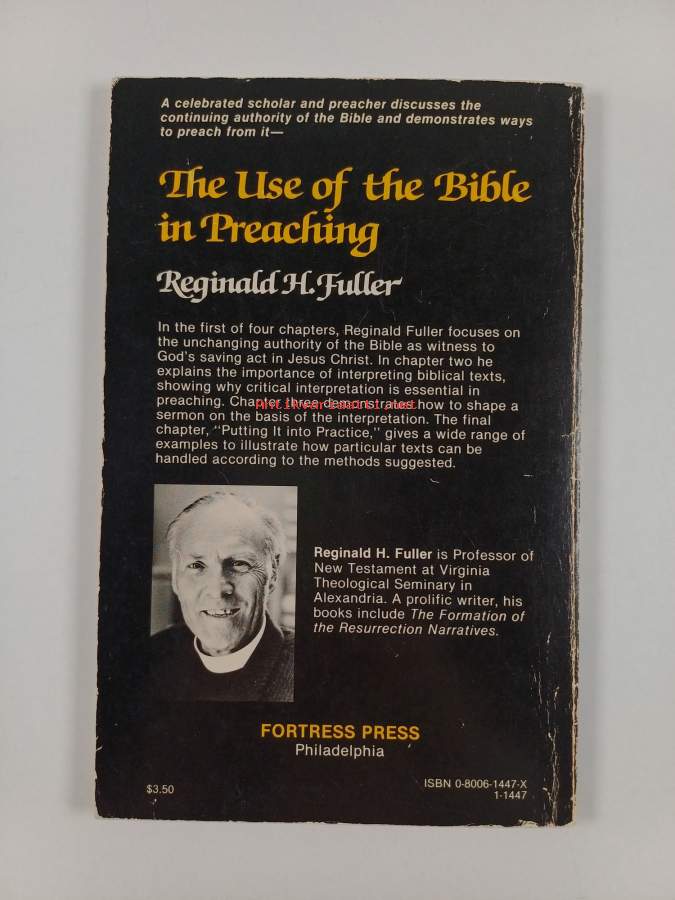 A celebrated scholar and preacher discusses the
continuing authority of the Bible and demonstrates ways
to preach from it—
The Use of the Bible
in Preaching
Reginald H. Fuller
In the first of four chapters, Reginald Fuller focuses on
the unchanging authority of the Bible as witness to
God's saving act in Jesus Christ. In chapter two he
explains the importance of interpreting biblical texts,
showing why critical interpretation is essential in
preaching. Chapter three demonstrates how to shape a
sermon on the basis of the interpretation. The final
chapter, "Putting It into Practice," gives a wide range of
examples to illustrate how particular texts can be
handled according to the methods suggested.
Reginald H. Fuller is Professor of
New Testament at Virginia
Theological Seminary in
Alexandria. A prolific writer, his
books include The Formation of
the Resurrection Narratives.
FORTRESS PRESS
Philadelphia
$3.50
ISBN 0-8006-1447-X
1-1447